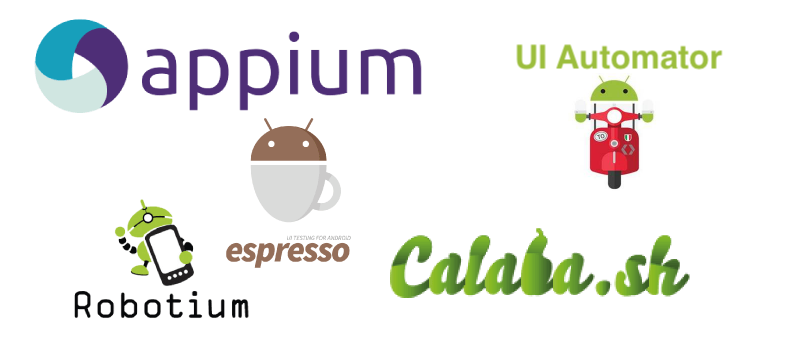 appium
UI Automator
UI TESTING FOR ANDROID
espresso
Robotium
Calaba.sh